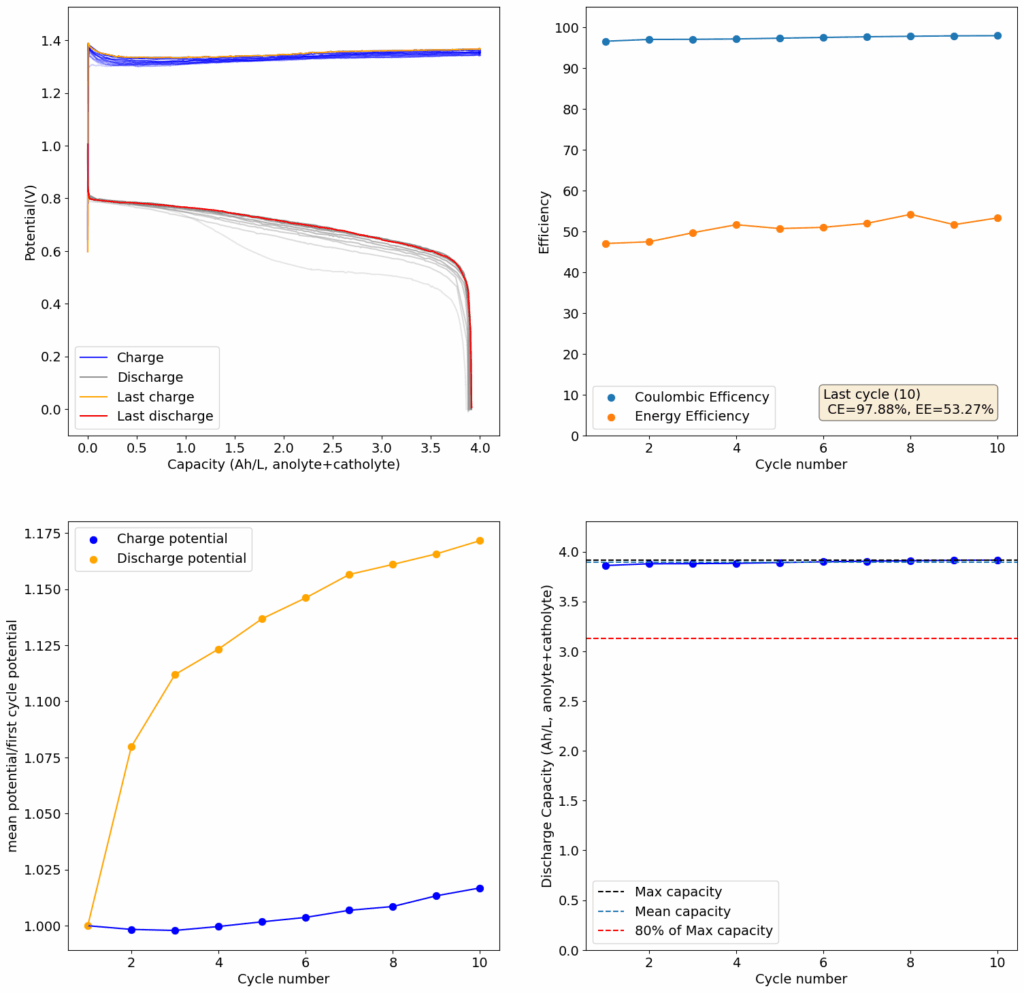 Potential(V)
1.4
1.2
1.0
0.8
0.6
0.4
0.2
0.0
Charge
Discharge
Last charge
Last discharge
0.0 0.5 1.0 1.5 2.0 2.5 3.0 3.5 4.0
Capacity (Ah/L, anolyte+catholyte)
Efficiency
100
90
80
70
60
50
40
30
20
10
0
Coulombic Efficency
Energy Efficiency
Last cycle (10)
CE=97.88%, EE=53.27%
2 4 6 8 10
Cycle number
mean potential/first cycle potential
1.175
1.150
1.125
1.100
1.075
1.050
1.025
1.000
Charge potential
Discharge potential
2 4 6 8 10
Cycle number
Discharge Capacity (Ah/L, anolyte+catholyte)
4.0
3.5
3.0
2.5
2.0
1.5
1.0
0.5
0.0
Max capacity
Mean capacity
80% of Max capacity
2 4 6 8 10
Cycle number